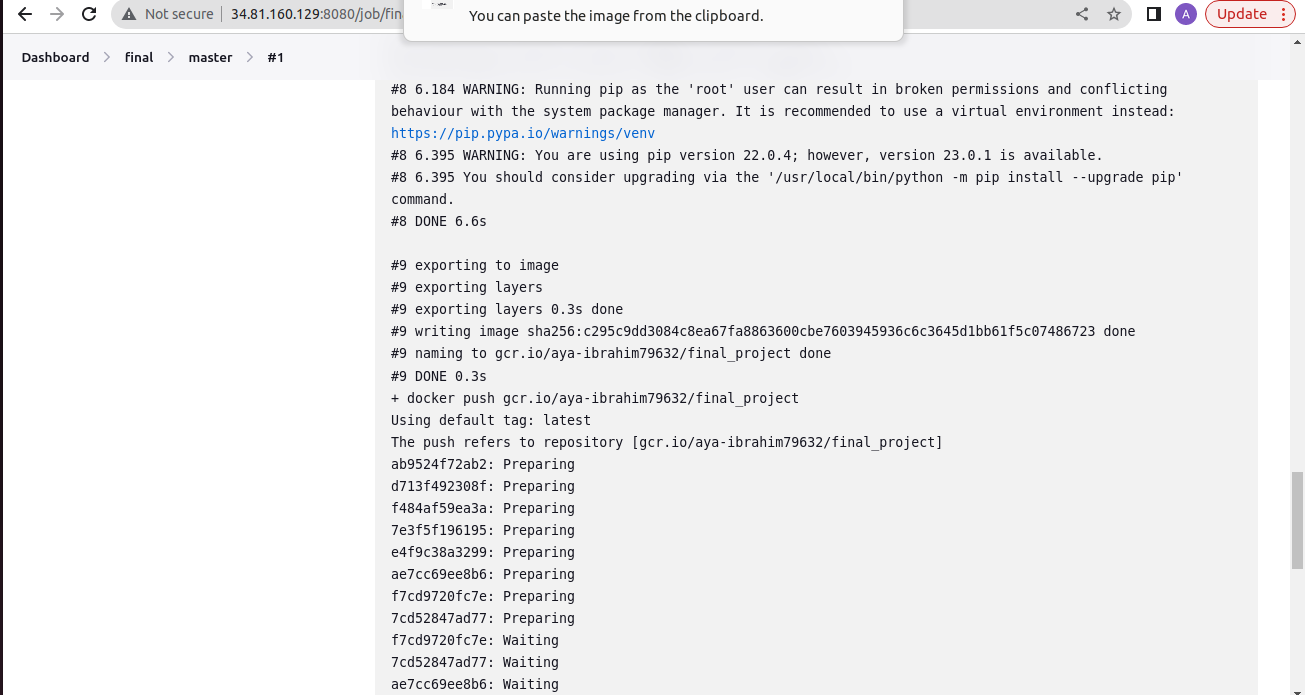 You can paste the image from the clipboard.
Not secure 34.81.160.129:8080/job/fin
A Update
Dashboard final master #1
#8 6.184 WARNING: Running pip as the 'root' user can result in broken permissions and conflicting
behaviour with the system package manager. It is recommended to use a virtual environment instead:
https://pip.pypa.io/warnings/venv
#8 6.395 WARNING: You are using pip version 22.0.4; however, version 23.0.1 is available.
#8 6.395 You should consider upgrading via the '/usr/local/bin/python -m pip install --upgrade pip'
command.
#8 DONE 6.6s
#9 exporting to image
#9 exporting layers
#9 exporting layers 0.3s done
#9 writing image sha256:c295c9dd3084c8ea67fa8863600cbe7603945936c6c3645d1bb61f5c07486723 done
#9 naming to gcr.io/aya-ibrahim79632/final_project done
#9 DONE 0.3s
+ docker push gcr.io/aya-ibrahim79632/final_project
Using default tag: latest
The push refers to repository [gcr.io/aya-ibrahim79632/final_project]
ab9524f72ab2: Preparing
d713f492308f: Preparing
f484af59ea3a: Preparing
7e3f5f196195: Preparing
e4f9c38a3299: Preparing
ae7cc69ee8b6: Preparing
f7cd9720fc7e: Preparing
7cd52847ad77: Preparing
f7cd9720fc7e: Waiting
7cd52847ad77: Waiting
ae7cc69ee8b6: Waiting